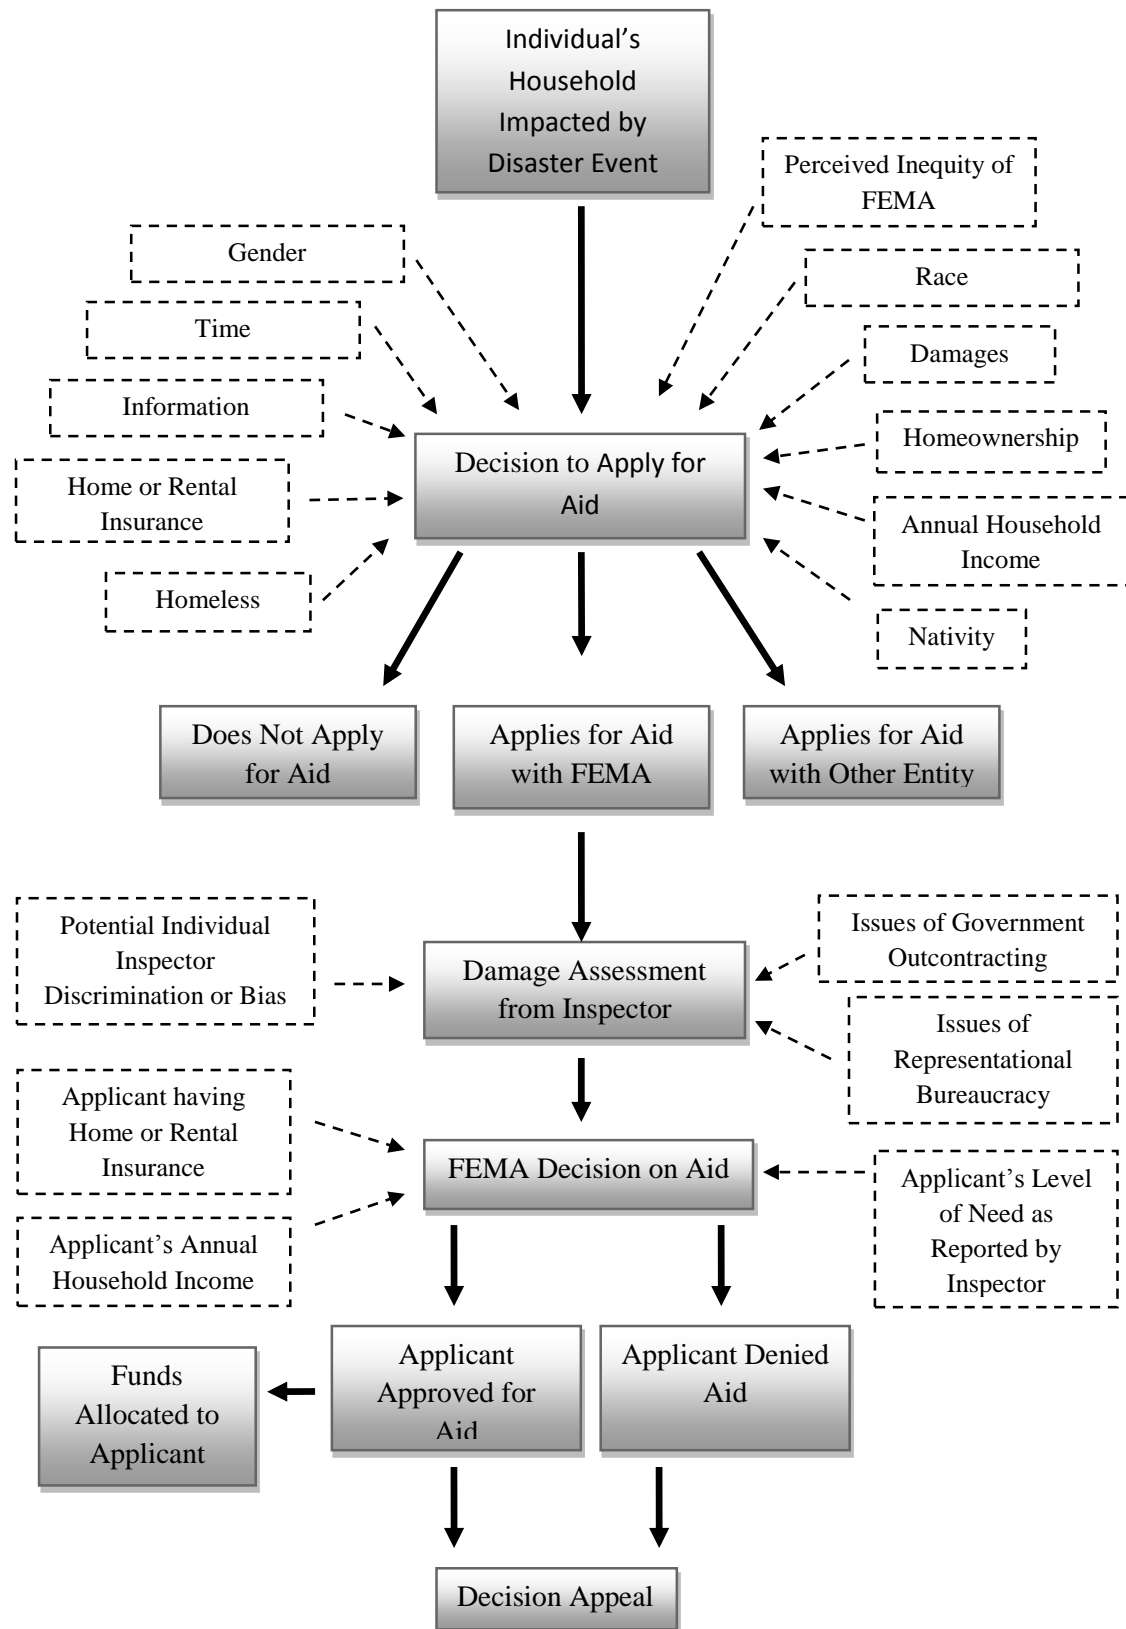 Individual’s
Household
Impacted by
Disaster Event
Perceived Inequity of
FEMA
Gender
Race
Time
Damages
Information
Homeownership
Decision to Apply for
Aid
Home or Rental
Insurance
Annual Household
Income
Homeless
Nativity
Does Not Apply
for Aid
Applies for Aid
with FEMA
Applies for Aid
with Other Entity
Potential Individual
Inspector
Discrimination or Bias
Issues of Government
Outcontracting
Damage Assessment
from Inspector
Issues of
Representational
Bureaucracy
Applicant having
Home or Rental
Insurance
FEMA Decision on Aid
Applicant’s Level
of Need as
Reported by
Inspector
Applicant’s Annual
Household Income
Funds
Allocated to
Applicant
Applicant
Approved for
Aid
Applicant Denied
Aid
Decision Appeal